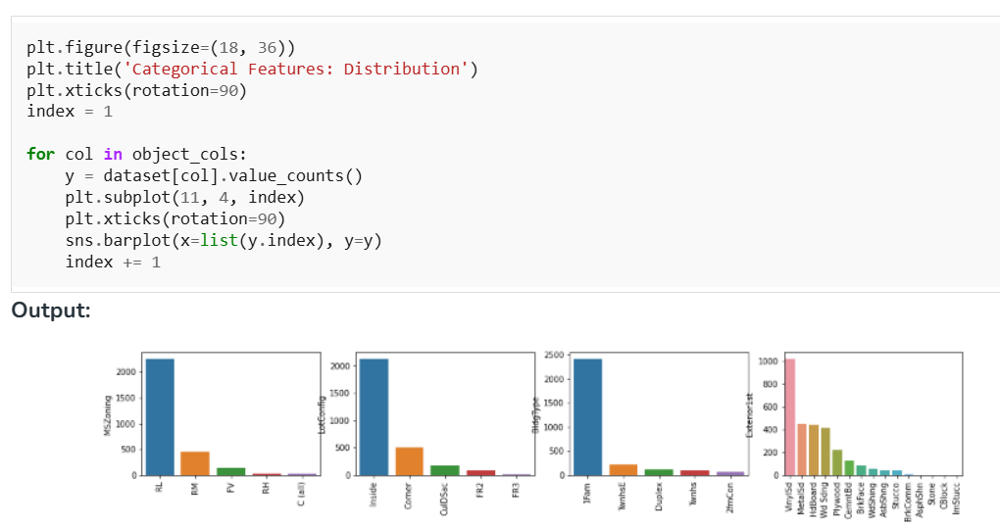 plt.figure(figsize=(18, 36))
plt.title('Categorical Features: Distribution')
plt.xticks(rotation=90)
index = 1
for col in object_cols:
    y = dataset[col].value_counts()
    plt.subplot(11, 4, index)
    plt.xticks(rotation=90)
    sns.barplot(x=list(y.index), y=y)
    index += 1
Output:
MSZoning
2000
1500
1000
500
0
RL
RM
FV
RH
C (all)
LotConfig
2000
1500
1000
500
0
Inside
Corner
CulDSac
FR2
FR3
BldgType
2500
2000
1500
1000
500
0
1Fam
TwnhsE
Duplex
Twnhs
2fmCon
Exterior1st
1000
800
600
400
200
0
VinylSd
MetalSd
HdBoard
Wd Sdng
Plywood
CemntBd
BrkFace
WdShing
AsbShng
Stucco
BrkComm
AsphShn
Stone
CBlock
ImStucc